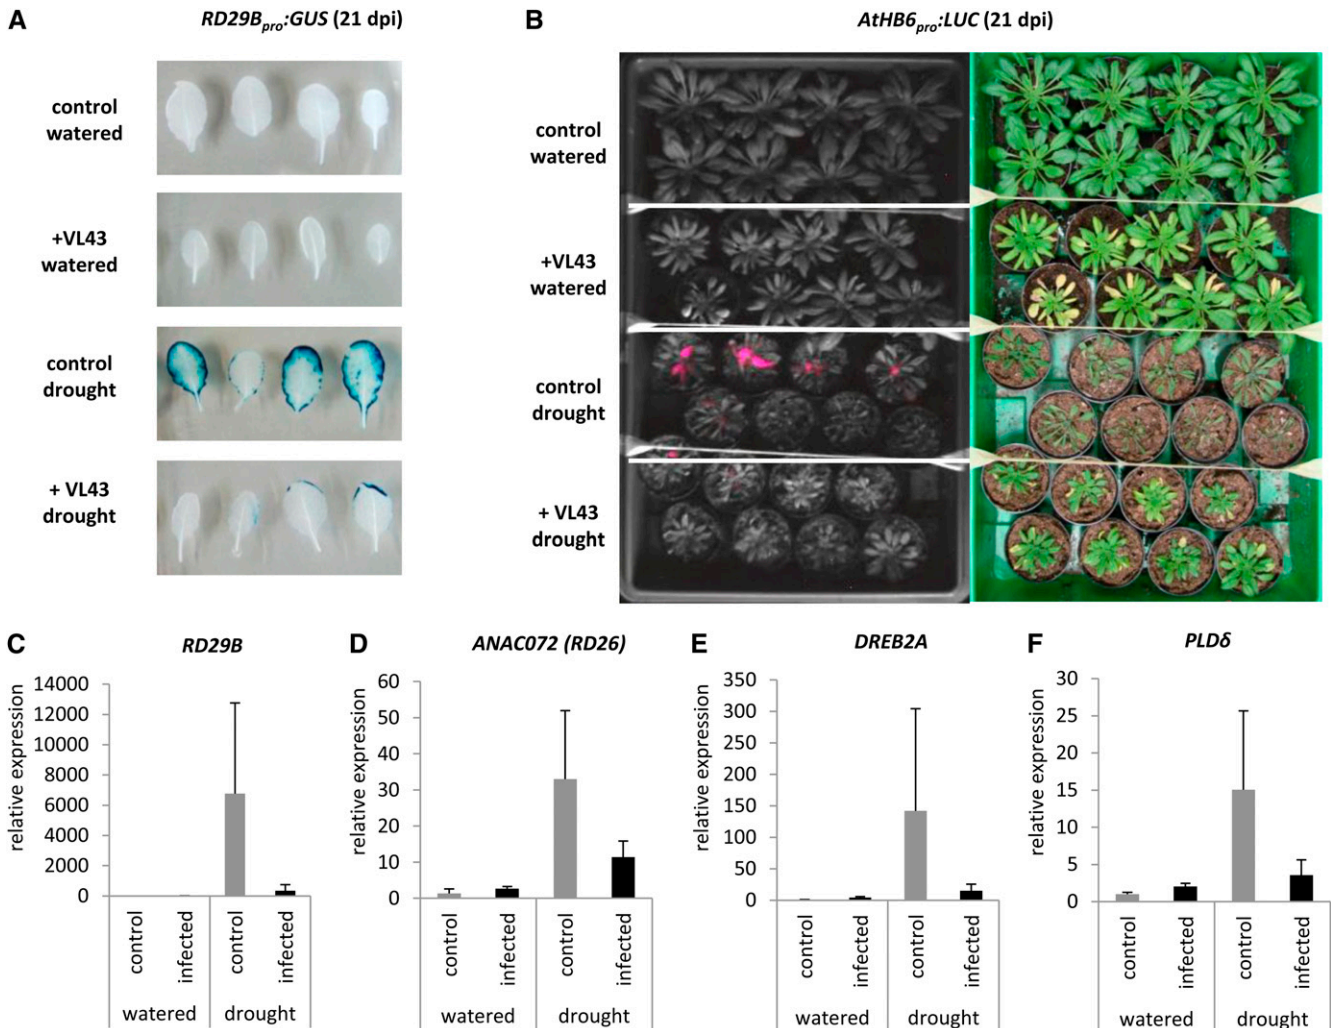 A
RD29Bpro:GUS (21 dpi)
control
watered
+VL43
watered
control
drought
+ VL43
drought
B
AtHB6pro:LUC (21 dpi)
control
watered
+VL43
watered
control
drought
+ VL43
drought
C
RD29B
relative expression
14000
12000
10000
8000
6000
4000
2000
0
control
infected
control
infected
watered
drought
D
ANAC072 (RD26)
relative expression
60
50
40
30
20
10
0
control
infected
control
infected
watered
drought
E
DREB2A
relative expression
350
300
250
200
150
100
50
0
control
infected
control
infected
watered
drought
F
PLDδ
relative expression
30
25
20
15
10
5
0
control
infected
control
infected
watered
drought